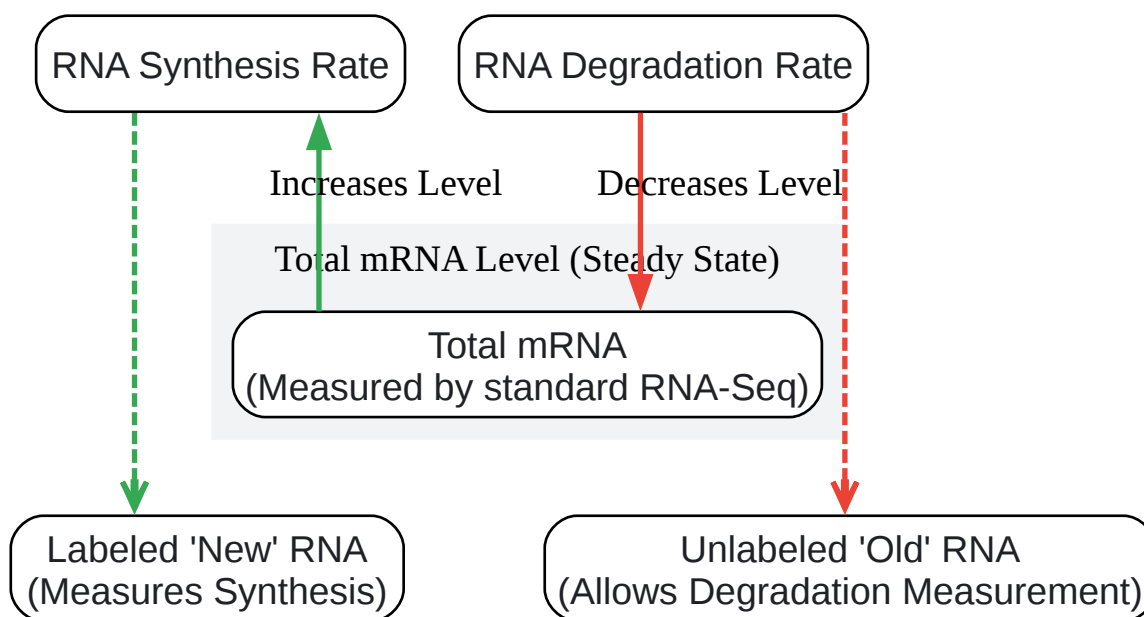 RNA Synthesis Rate
RNA Degradation Rate
Increases Level
Decreases Level
Total mRNA Level (Steady State)
Total mRNA
(Measured by standard RNA-Seq)
Labeled 'New' RNA
(Measures Synthesis)
Unlabeled 'Old' RNA
(Allows Degradation Measurement)